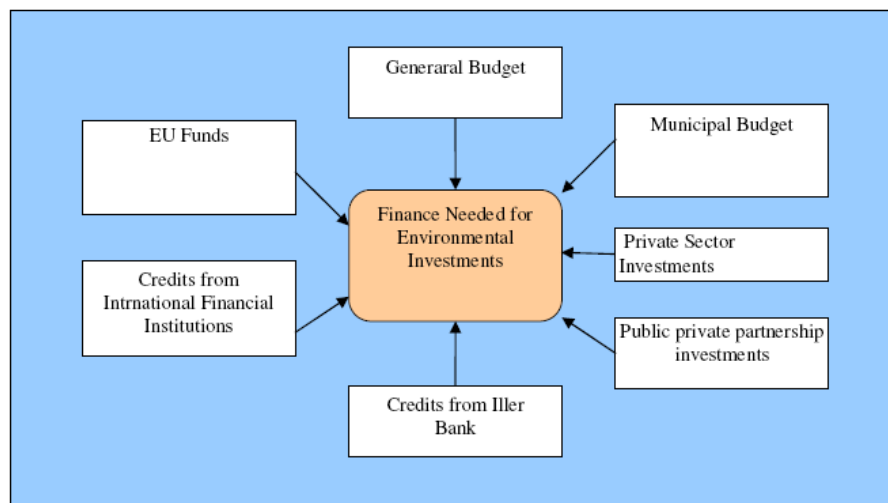 Generaral Budget
EU Funds
Municipal Budget
Finance Needed for
Environmental
Investments
Private Sector
Investments
Credits from
Intrnational Financial
Institutions
Public private partnership
investments
Credits from Iller
Bank